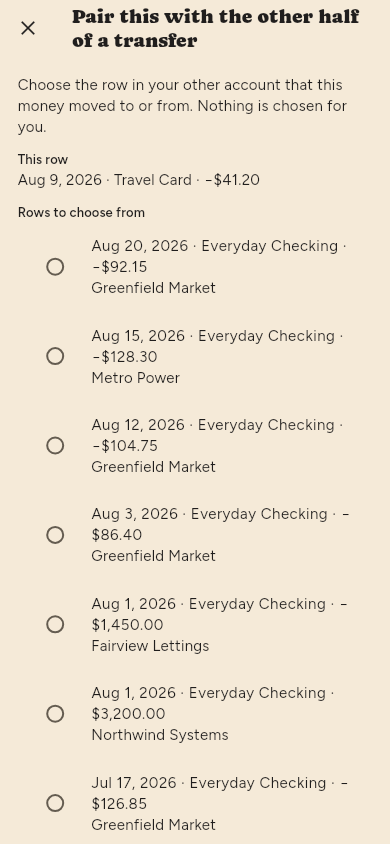 Pair this with the other half
of a transfer
Choose the row in your other account that this
money moved to or from. Nothing is chosen for
you.
This row
Aug 9, 2026 · Travel Card · −$41.20
Rows to choose from
Aug 20, 2026 · Everyday Checking ·
−$92.15
Greenfield Market
Aug 15, 2026 · Everyday Checking ·
−$128.30
Metro Power
Aug 12, 2026 · Everyday Checking ·
−$104.75
Greenfield Market
Aug 3, 2026 · Everyday Checking · −
$86.40
Greenfield Market
Aug 1, 2026 · Everyday Checking · −
$1,450.00
Fairview Lettings
Aug 1, 2026 · Everyday Checking ·
$3,200.00
Northwind Systems
Jul 17, 2026 · Everyday Checking · −
$126.85
Greenfield Market